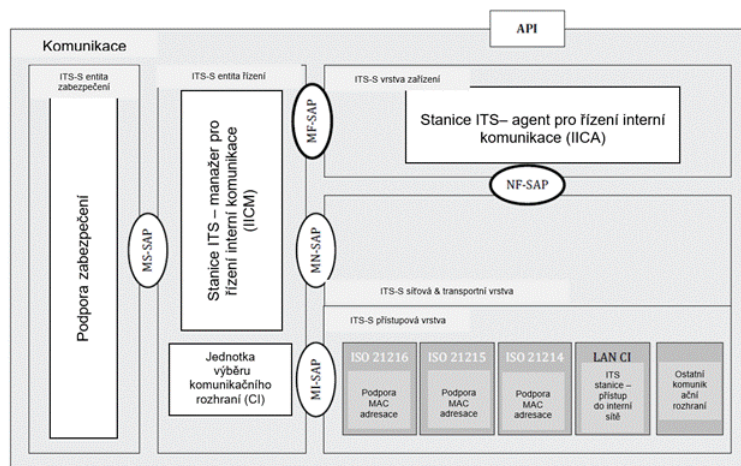 API
Komunikace
ITS-S entita
zabezpečení
Podpora zabezpečení
MS-SAP
ITS-S entita řízení
Stanice ITS – manažer pro
řízení interní komunikace
(IICM)
Jednotka
výběru
komunikačního
rozhraní (CI)
MF-SAP
MN-SAP
MI-SAP
ITS-S vrstva zařízení
Stanice ITS– agent pro řízení interní
komunikace (IICA)
NF-SAP
ITS-S síťová & transportní vrstva
ITS-S přístupová vrstva
ISO 21216
Podpora
MAC
adresace
ISO 21215
Podpora
MAC
adresace
ISO 21214
Podpora
MAC
adresace
LAN CI
ITS
stanice –
přístup
do interní
sítě
Ostatní
komunik
ační
rozhraní